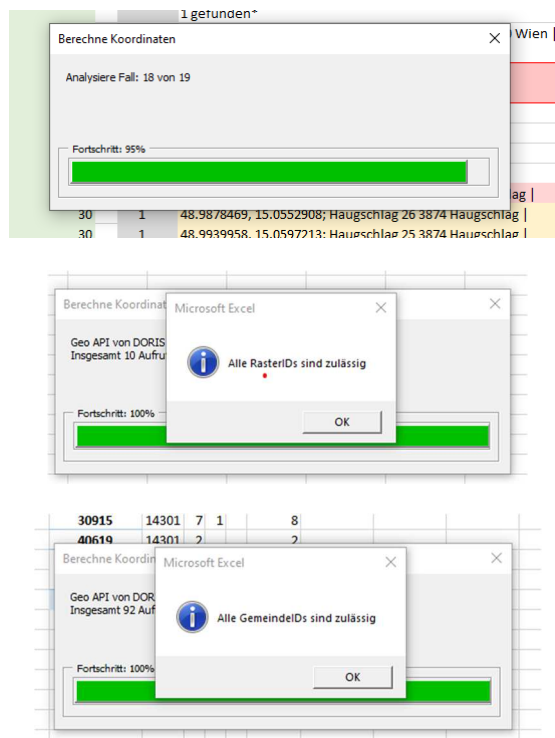 1 gefunden*
Berechne Koordinaten
Wien |
Analysiere Fall: 18 von 19
Fortschritt: 95%
ag |
30 1 48.9878469, 15.0552908; Haugschlag 26 3874 Haugschlag |
30 1 48.9939958, 15.0597213; Haugschlag 25 3874 Haugschlag |
Berechne Koordinat
Microsoft Excel
Geo API von DORIS
Insgesamt 10 Aufru
Alle RasterIDs sind zulässig
Fortschritt: 100%
OK
30915 14301 7 1 8
40619 14301 2 2
Berechne Koordin
Microsoft Excel
Geo API von DOR
Insgesamt 92 Auf
Alle GemeindeIDs sind zulässig
Fortschritt: 100%
OK